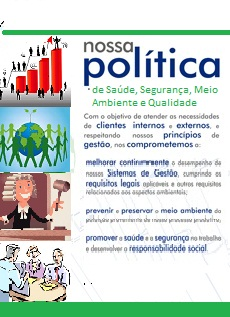 nossa
política
de Saúde, Segurança, Meio
Ambiente e Qualidade
Com o objetivo de atender as necessidades
de clientes internos e externos, e
respeitando nossos princípios de
gestão, nos comprometemos a:
melhorar continuamente o desempenho de
nossos Sistemas de Gestão, cumprindo os
requisitos legais aplicáveis e outros requisitos
relacionados aos aspectos ambientais;
prevenir e preservar o meio ambiente da
poluição proveniente de nosso processo produtivo;
promover a saúde e a segurança no trabalho
e desenvolver a responsabilidade social.